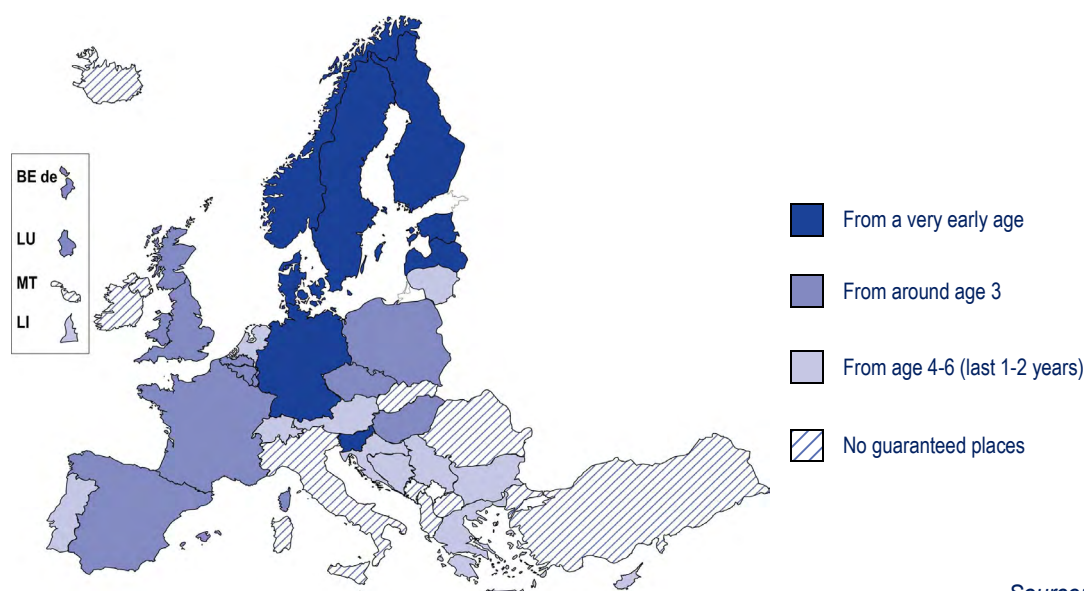 BE de
LU
MT
LI
From a very early age
From around age 3
From age 4-6 (last 1-2 years)
No guaranteed places